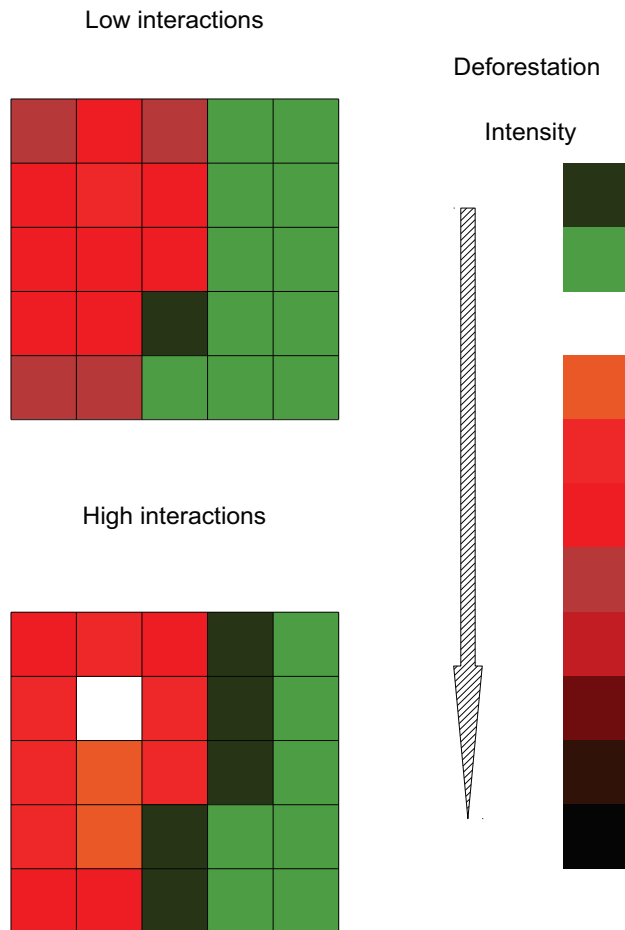 Low interactions
Deforestation
Intensity
High interactions